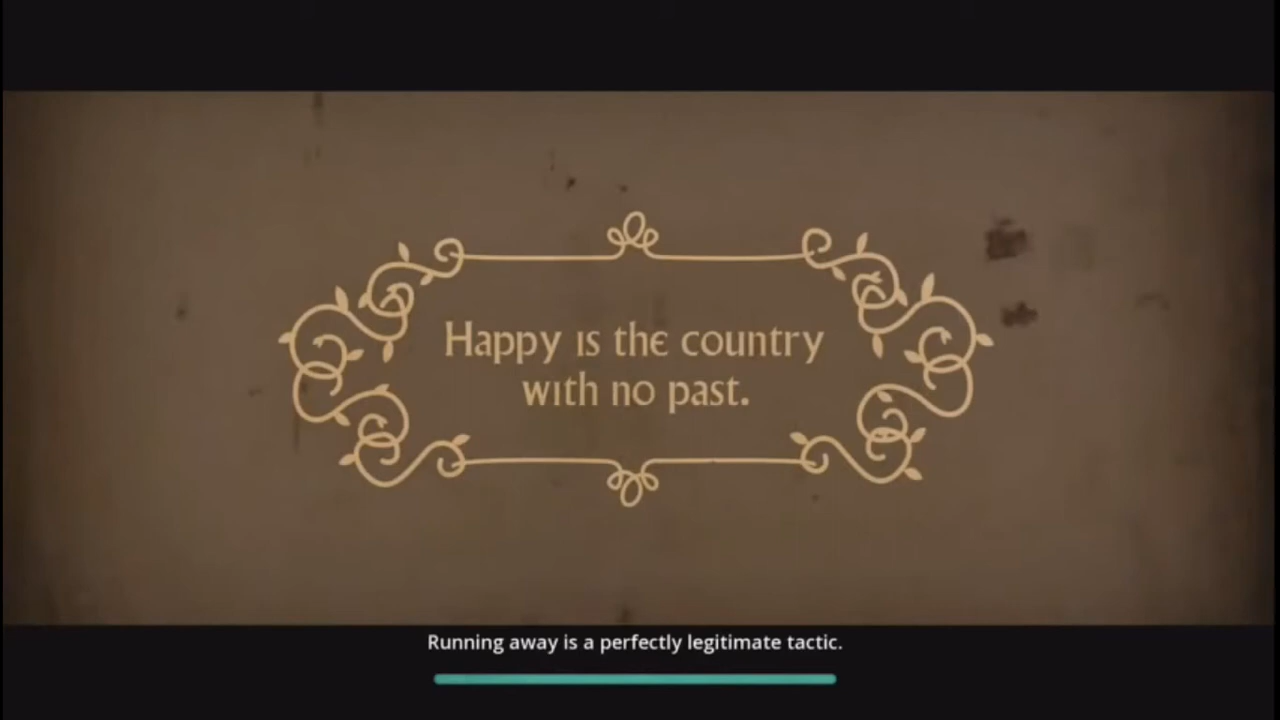 Happy is the country
with no past.
Running away is a perfectly legitimate tactic.